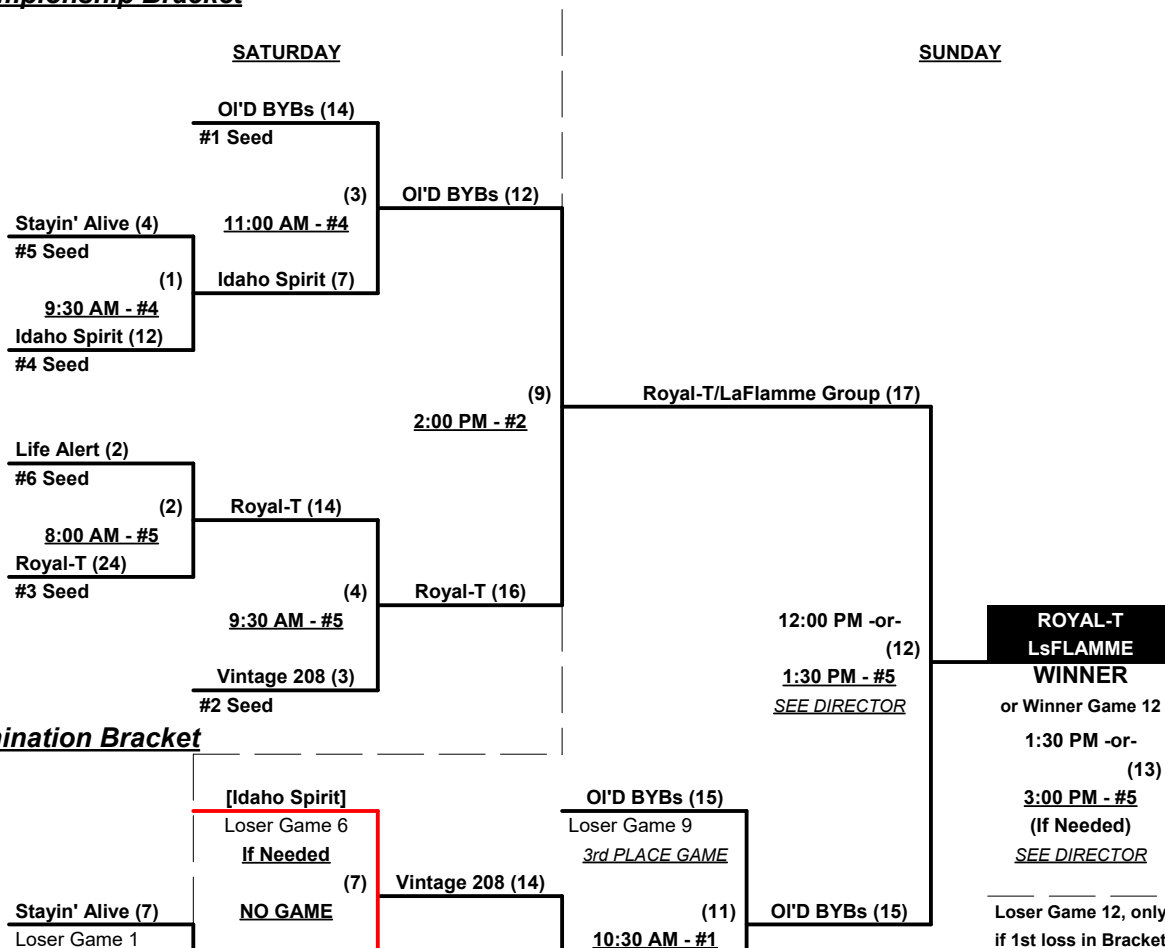 mpionship Bracket
SATURDAY
SUNDAY
Ol'D BYBs (14)
#1 Seed
(3)
Ol'D BYBs (12)
Stayin' Alive (4)
11:00 AM - #4
#5 Seed
(1)
Idaho Spirit (7)
9:30 AM - #4
Idaho Spirit (12)
#4 Seed
(9)
Royal-T/LaFlamme Group (17)
2:00 PM - #2
Life Alert (2)
#6 Seed
(2)
Royal-T (14)
8:00 AM - #5
Royal-T (24)
#3 Seed
(4)
Royal-T (16)
9:30 AM - #5
12:00 PM -or-
(12)
1:30 PM - #5
SEE DIRECTOR
ROYAL-T
LsFLAMME
WINNER
or Winner Game 12
Vintage 208 (3)
#2 Seed
1:30 PM -or-
(13)
3:00 PM - #5
(If Needed)
SEE DIRECTOR
mination Bracket
[Idaho Spirit]
Loser Game 6
If Needed
(7)
NO GAME
Ol'D BYBs (15)
Loser Game 9
3rd PLACE GAME
Vintage 208 (14)
Stayin' Alive (7)
Loser Game 1
(11)
10:30 AM - #1
Ol'D BYBs (15)
Loser Game 12, only
if 1st loss in Bracket